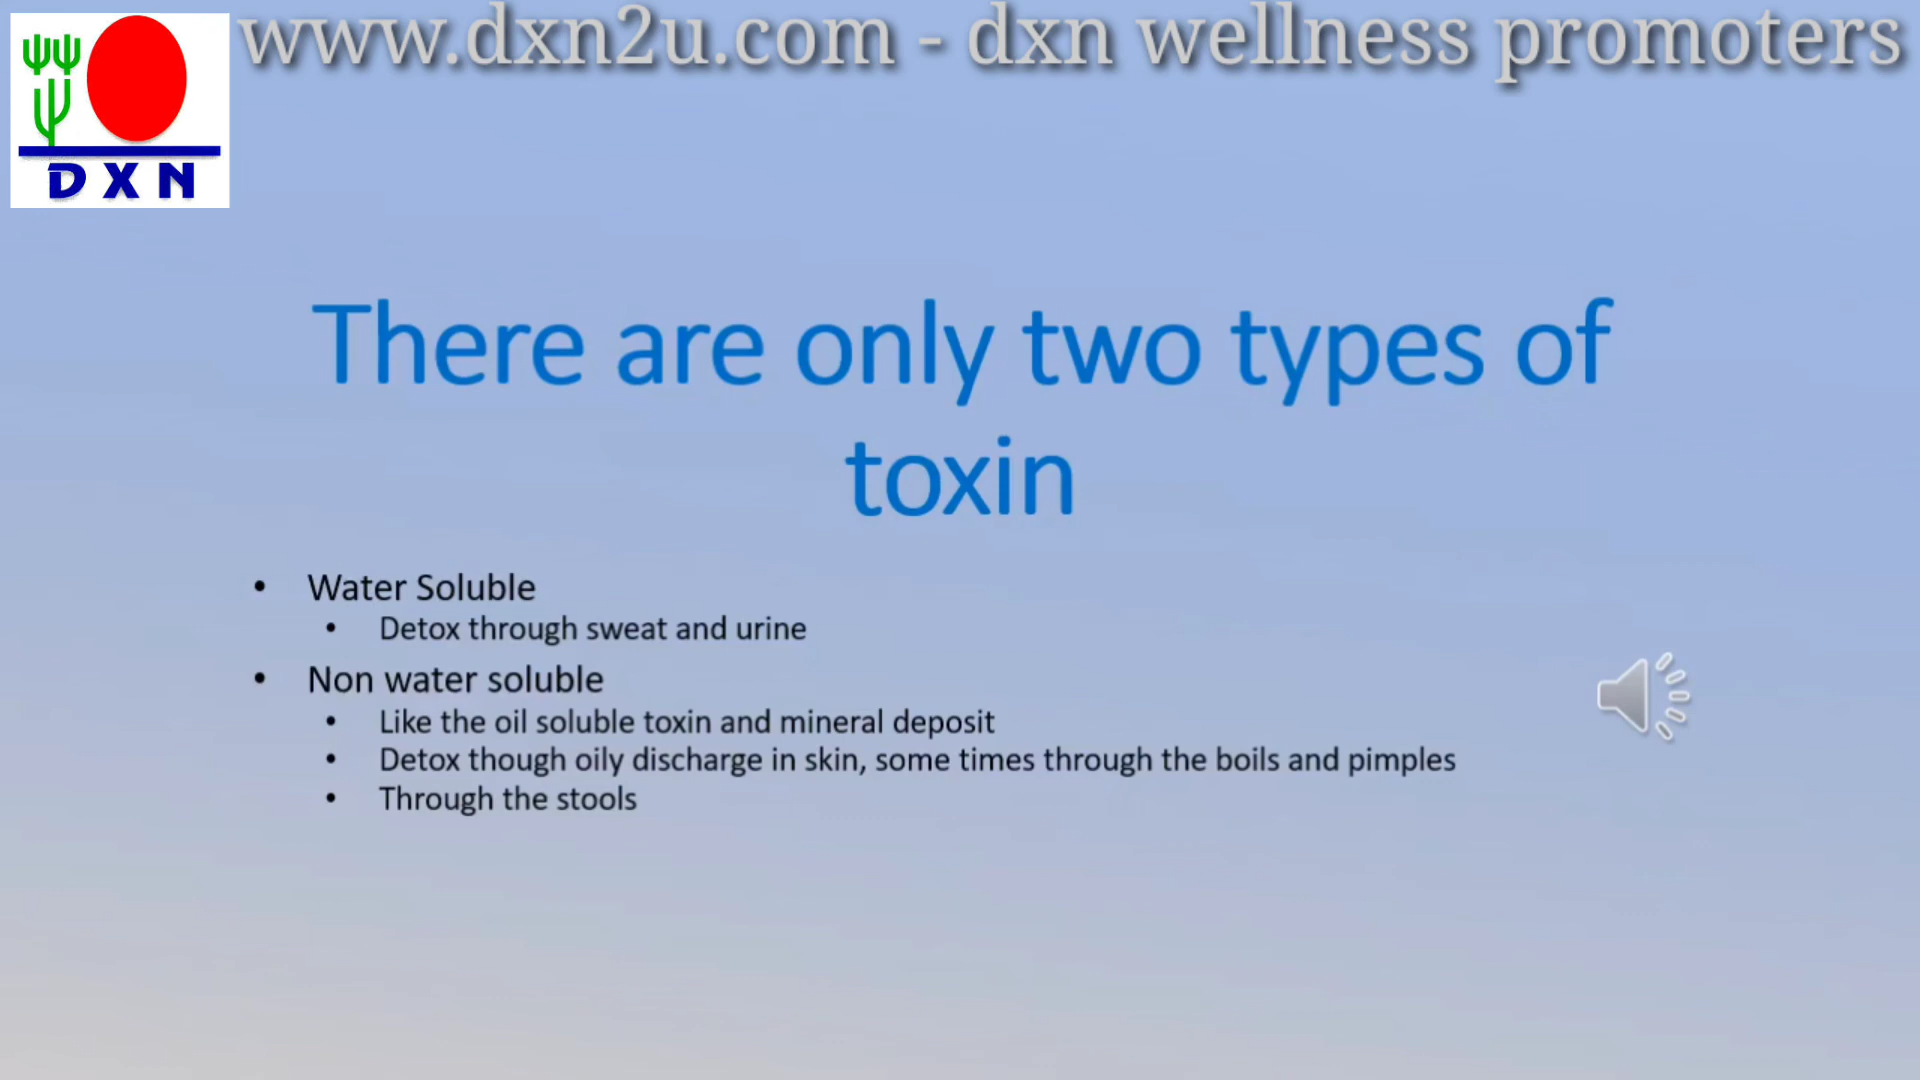 www.dxn2u.com - dxn wellness promoters
DXN
There are only two types of
toxin
• Water Soluble
• Detox through sweat and urine
• Non water soluble
• Like the oil soluble toxin and mineral deposit
• Detox though oily discharge in skin, some times through the boils and pimples
• Through the stools